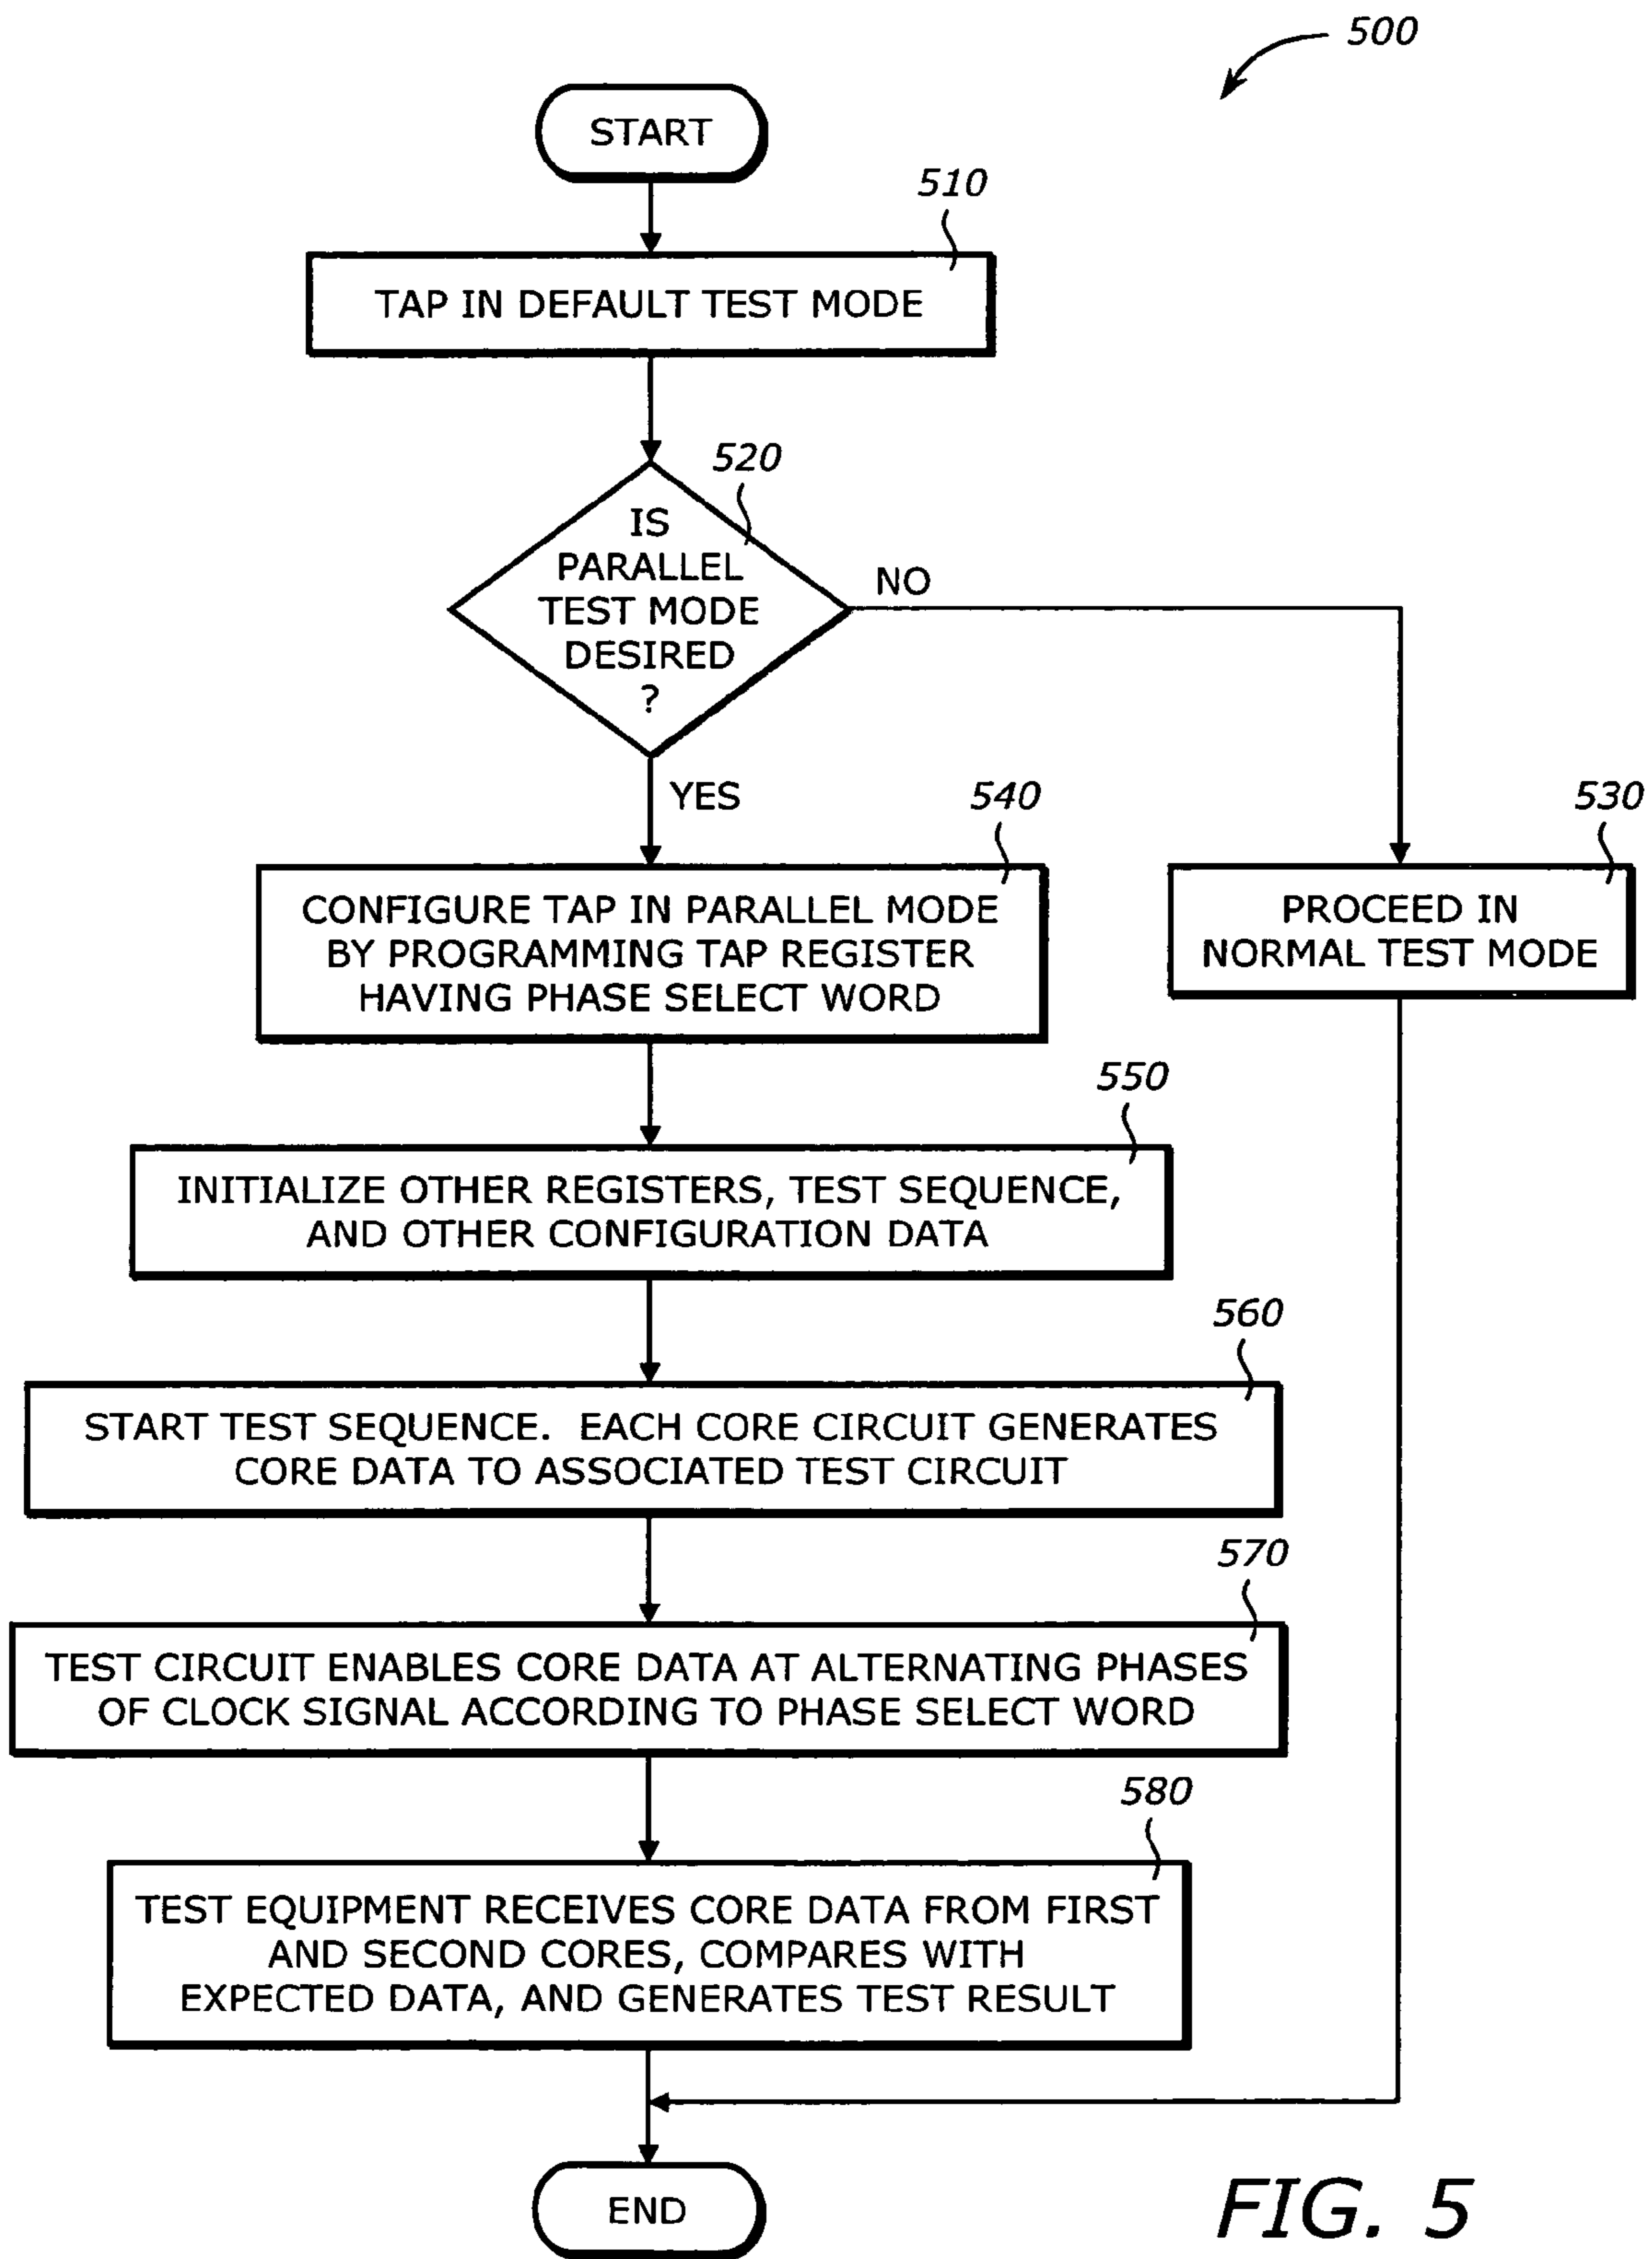 500
START
510
TAP IN DEFAULT TEST MODE
520
IS
PARALLEL
TEST MODE
DESIRED
?
NO
YES
540
CONFIGURE TAP IN PARALLEL MODE
BY PROGRAMMING TAP REGISTER
HAVING PHASE SELECT WORD
530
PROCEED IN
NORMAL TEST MODE
550
INITIALIZE OTHER REGISTERS, TEST SEQUENCE,
AND OTHER CONFIGURATION DATA
560
START TEST SEQUENCE. EACH CORE CIRCUIT GENERATES
CORE DATA TO ASSOCIATED TEST CIRCUIT
570
TEST CIRCUIT ENABLES CORE DATA AT ALTERNATING PHASES
OF CLOCK SIGNAL ACCORDING TO PHASE SELECT WORD
580
TEST EQUIPMENT RECEIVES CORE DATA FROM FIRST
AND SECOND CORES, COMPARES WITH
EXPECTED DATA, AND GENERATES TEST RESULT
END
FIG. 5